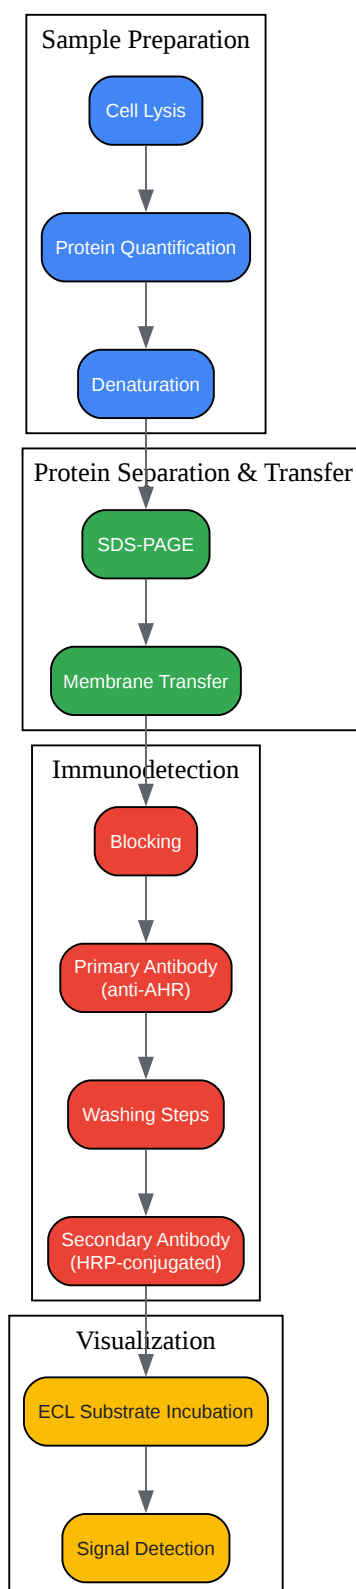 Sample Preparation
Cell Lysis
Protein Quantification
Denaturation
Protein Separation & Transfer
SDS-PAGE
Membrane Transfer
Immunodetection
Blocking
Primary Antibody
(anti-AHR)
Washing Steps
Secondary Antibody
(HRP-conjugated)
Visualization
ECL Substrate Incubation
Signal Detection